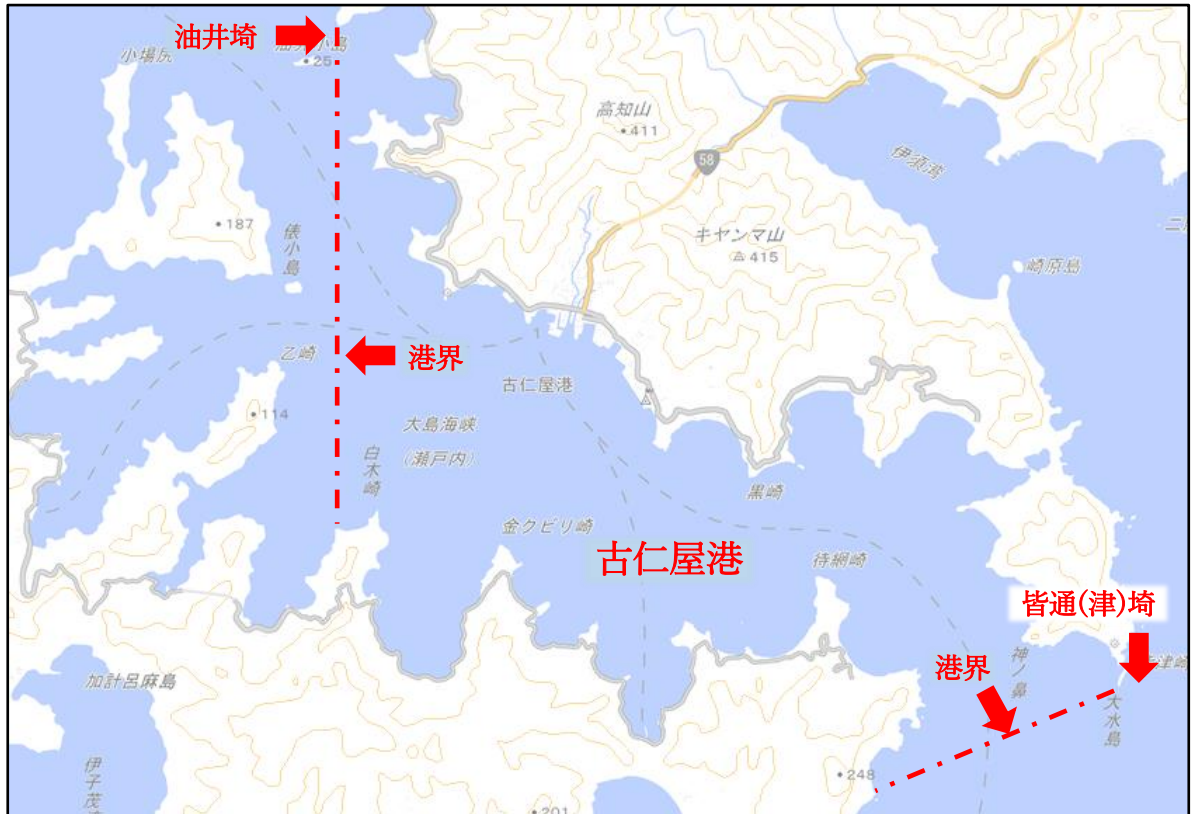 油井埼
小場尻
・25
高知山
・411
58
伊須湾
・187
俵小島
キャンマ山
415
崎原島
乙崎
港界
古仁屋港
・114
大島海峡
(瀬戸内)
白木崎
黒崎
金クビリ崎
古仁屋港
待網崎
皆通(津)埼
港界
神ノ鼻
津崎
大水島
加計呂麻島
・248
伊子茂
・201